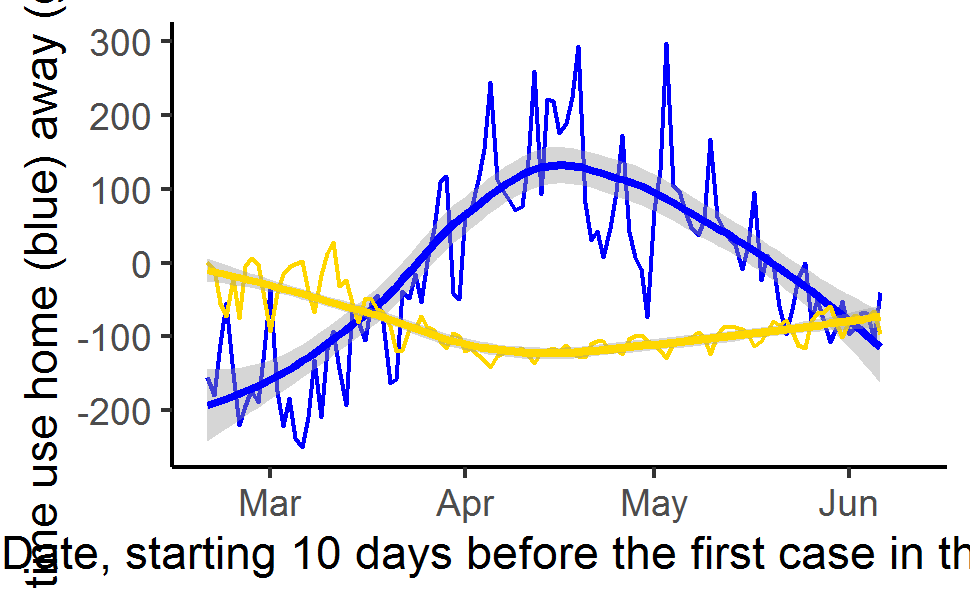 time use home (blue) away (
300
200
100
0
-100
-200
Mar Apr May Jun
Date, starting 10 days before the first case in th